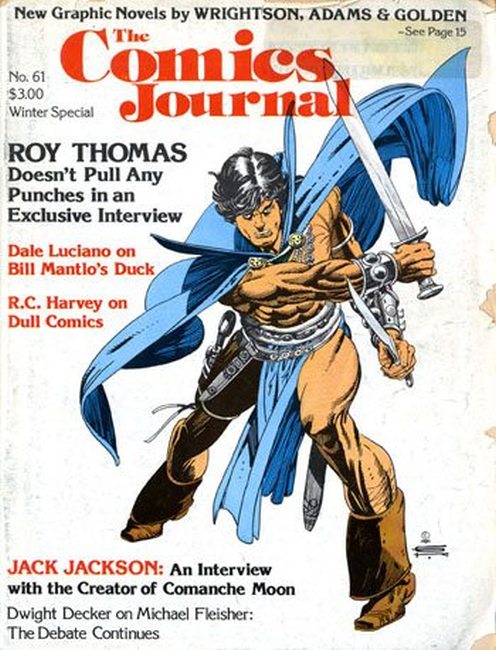 New Graphic Novels by WRIGHTSON, ADAMS & GOLDEN
–See Page 15
The
Comics
Journal
No. 61
$3.00
Winter Special
ROY THOMAS
Doesn't Pull Any
Punches in an
Exclusive Interview
Dale Luciano on
Bill Mantlo's Duck
R.C. Harvey on
Dull Comics
JACK JACKSON: An Interview
with the Creator of Comanche Moon
Dwight Decker on Michael Fleisher:
The Debate Continues